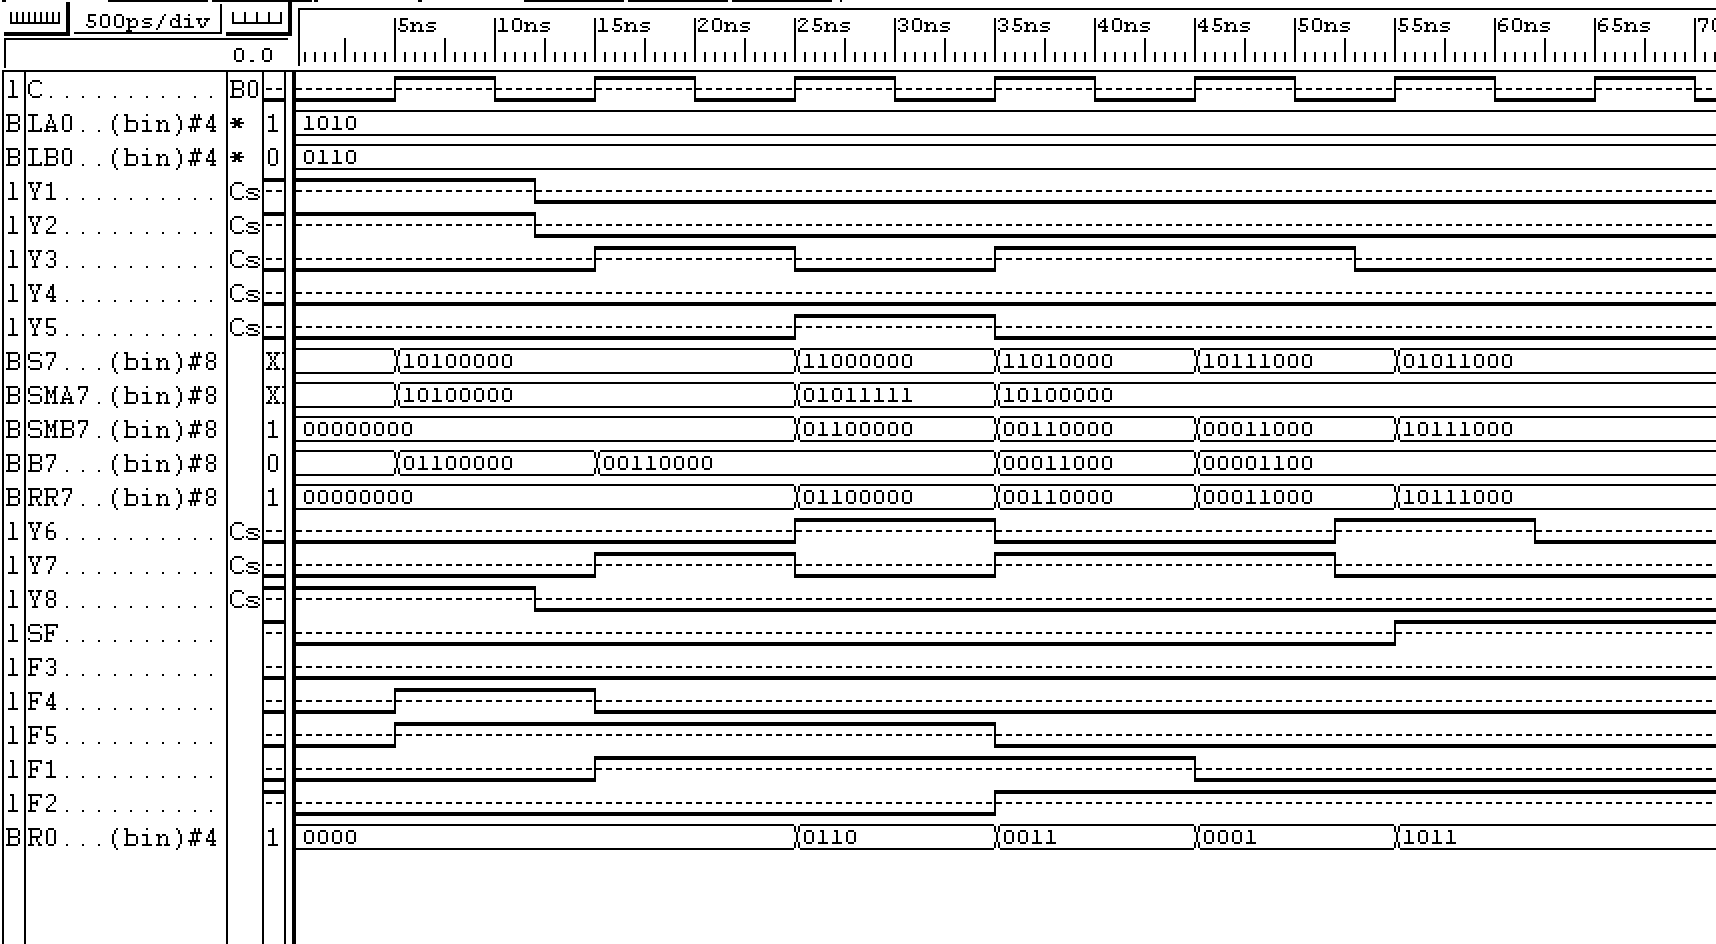 500ps/div 5ns 10ns 15ns 20ns 25ns 30ns 35ns 40ns 45ns 50ns 55ns 60ns 65ns 70
0.0
1 C........... B0
B LA0..(bin)#4 * 1 1010
B LB0..(bin)#4 * 0 0110
1 Y1.......... Cs
1 Y2.......... Cs
1 Y3.......... Cs
1 Y4.......... Cs
1 Y5.......... Cs
B S7...(bin)#8 X 10100000 11000000 11010000 10111000 01011000
B SMA7.(bin)#8 X 10100000 01011111 10100000
B SMB7.(bin)#8 1 00000000 01100000 00110000 00011000 10111000
B B7...(bin)#8 0 01100000 00110000 00011000 00001100
B RR7..(bin)#8 1 00000000 01100000 00110000 00011000 10111000
1 Y6.......... Cs
1 Y7.......... Cs
1 Y8.......... Cs
1 SF..........
1 F3..........
1 F4..........
1 F5..........
1 F1..........
1 F2..........
B R0...(bin)#4 1 0000 0110 0011 0001 1011